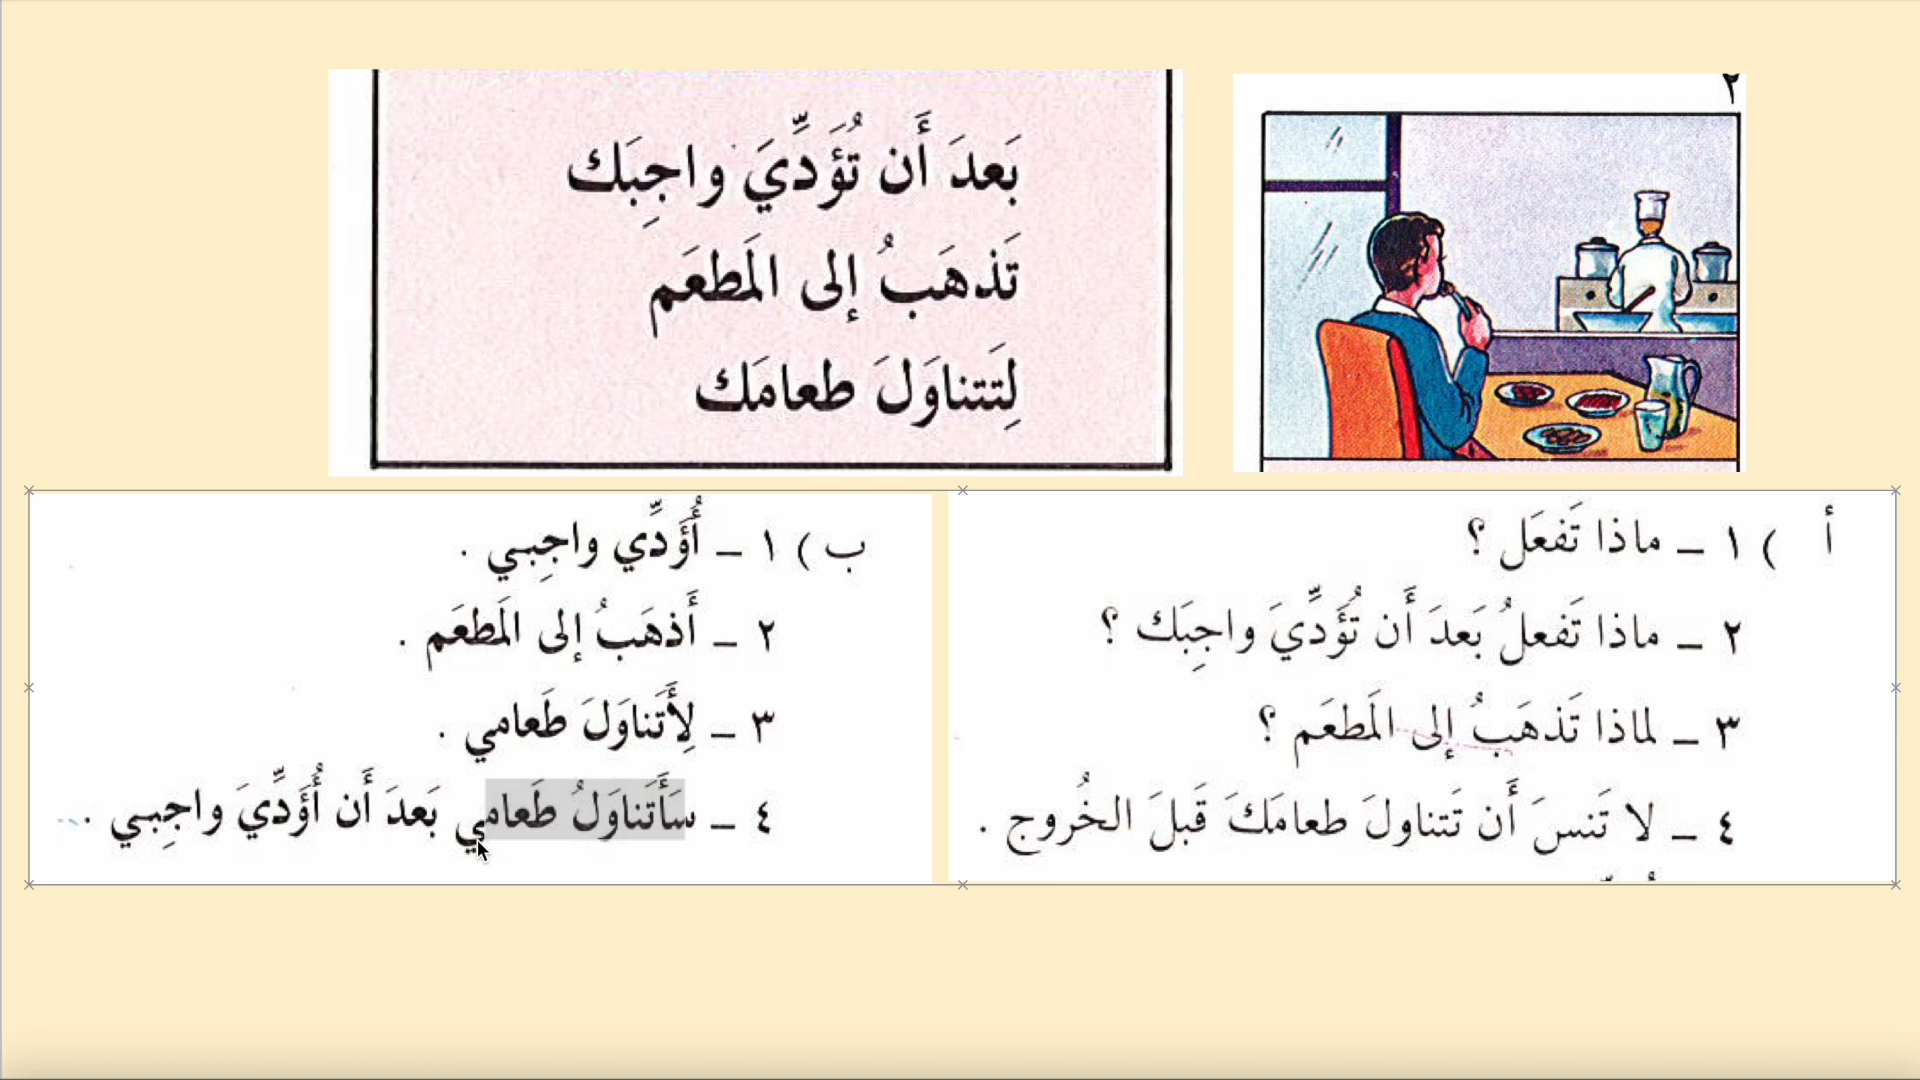 ٢
بَعدَ أَن تُؤَدِّيَ واجِبَك
تَذهَبُ إلى المَطعَم
لِتَتناوَلَ طعامَك
أ ) ١ ـ ماذا تَفعَل ؟
٢ ـ ماذا تَفعلُ بَعدَ أَن تُؤَدِّيَ واجِبَك ؟
٣ ـ لماذا تَذهَبُ إلى المَطعَم ؟
٤ ـ لا تَنسَ أَن تَتناولَ طعامَكَ قَبلَ الخُروج .
ب ) ١ ـ أُؤَدِّي واجِبي .
٢ ـ أَذهَبُ إلى المَطعَم .
٣ ـ لِأَتَناوَلَ طَعامي .
٤ ـ سَأَتَناوَلُ طَعامي بَعدَ أَن أُؤَدِّيَ واجِبي .